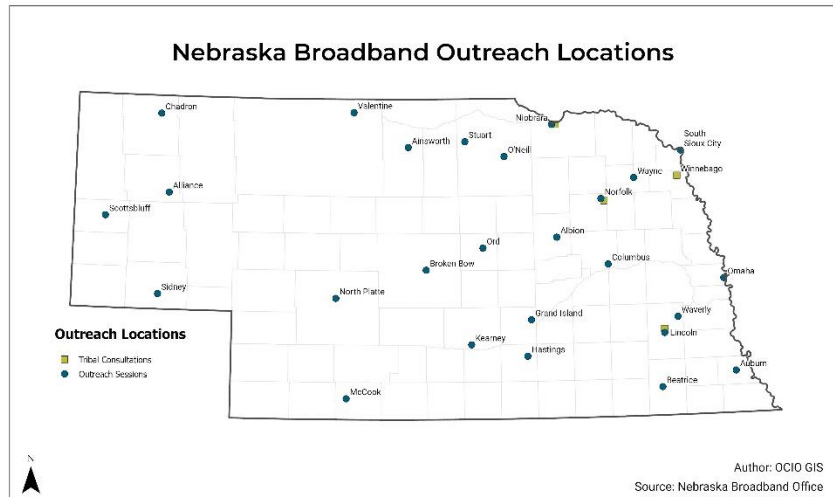 Nebraska Broadband Outreach Locations
Chadron
Valentine
Niobrara
Ainsworth
Stuart
O'Neill
South
Sioux City
Winnebago
Wayne
Alliance
Norfolk
Scottsbluff
Albion
Ord
Broken Bow
Columbus
Omaha
Sidney
North Platte
Grand Island
Waverly
Lincoln
Kearney
Hastings
Auburn
Beatrice
McCook
Outreach Locations
Tribal Consultations
Outreach Sessions
N
Author: OCIO GIS
Source: Nebraska Broadband Office